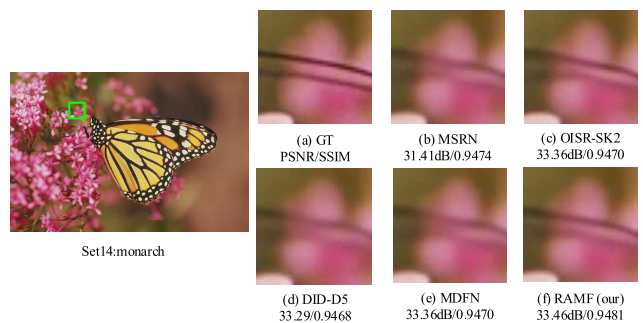 (a) GT
PSNR/SSIM
(b) MSRN
31.41dB/0.9474
(c) OISR-SK2
33.36dB/0.9470
Set14:monarch
(d) DID-D5
33.29/0.9468
(e) MDFN
33.36dB/0.9470
(f) RAMF (our)
33.46dB/0.9481